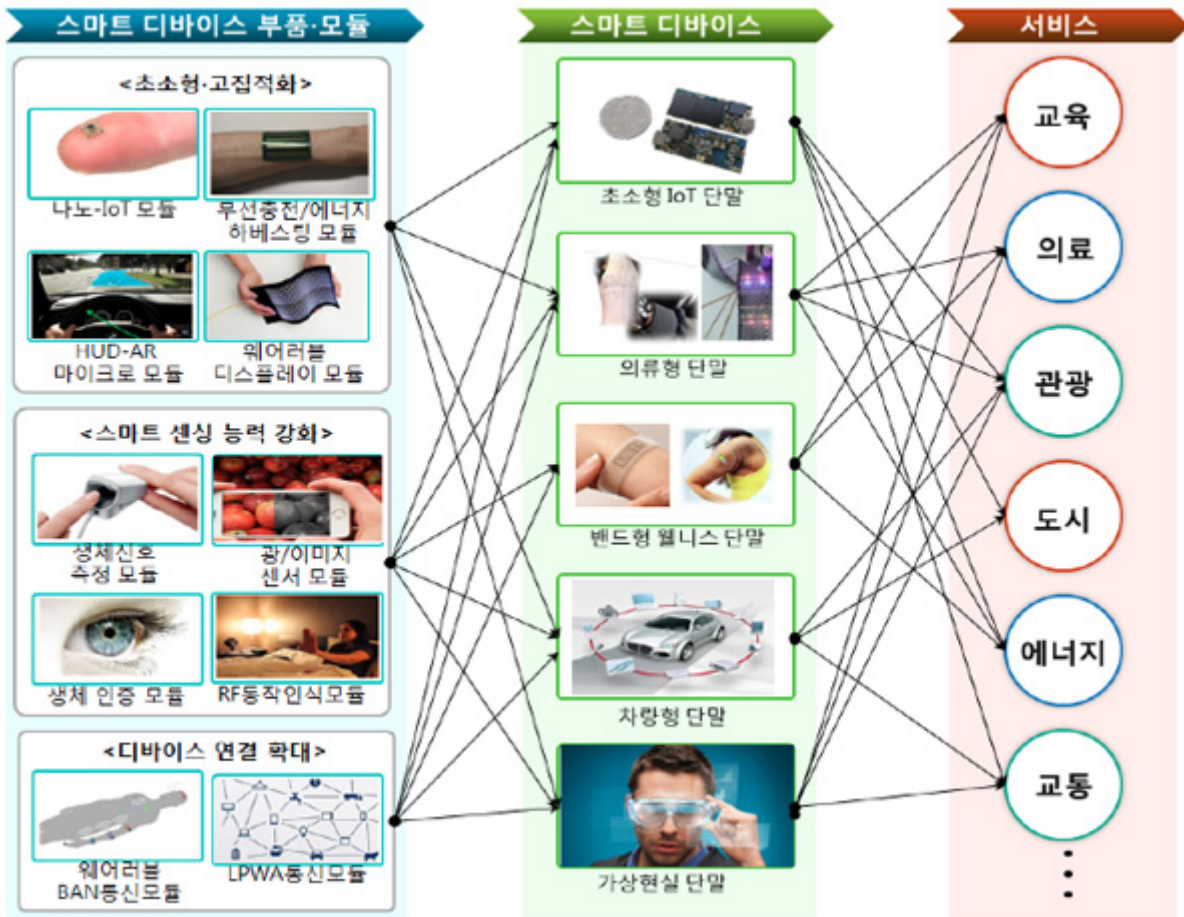 스마트 디바이스 부품·모듈
<초소형·고집적화>
나노-IoT 모듈
무선충전/에너지
하베스팅 모듈
HUD-AR
마이크로 모듈
웨어러블
디스플레이 모듈
<스마트 센싱 능력 강화>
생체신호
측정 모듈
광/이미지
센서 모듈
생체 인증 모듈
RF동작인식모듈
<디바이스 연결 확대>
웨어러블
BAN통신모듈
LPWA통신모듈
스마트 디바이스
초소형 IoT 단말
의류형 단말
밴드형 웰니스 단말
차량형 단말
가상현실 단말
서비스
교육
의료
관광
도시
에너지
교통